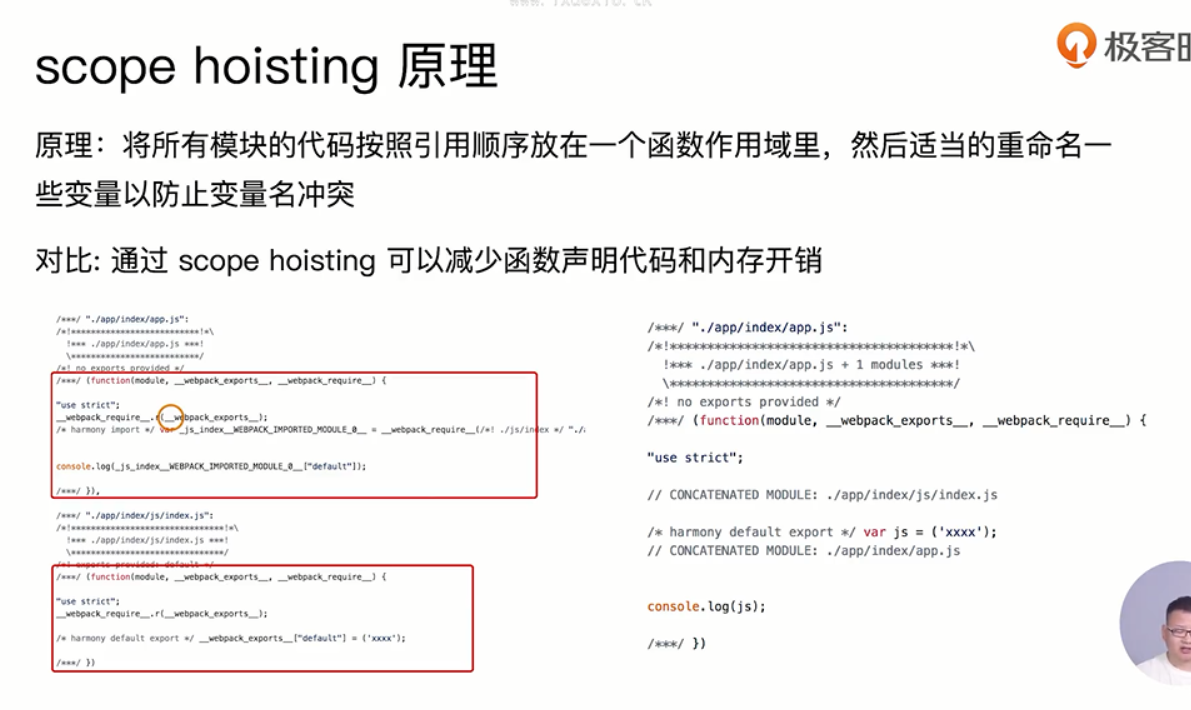 scope hoisting 原理
极客时
原理：将所有模块的代码按照引用顺序放在一个函数作用域里，然后适当的重命名一
些变量以防止变量名冲突
对比: 通过 scope hoisting 可以减少函数声明代码和内存开销
/***/ "./app/index/app.js":
/*!**************************!*\
!*** ./app/index/app.js ***!
\**************************/
/*! no exports provided */
/***/ (function(module, __webpack_exports__, __webpack_require__) {
"use strict";
__webpack_require__.r(__webpack_exports__);
/* harmony import */ var _js_index__WEBPACK_IMPORTED_MODULE_0__ = __webpack_require__(/*! ./js/index */ "./
console.log(_js_index__WEBPACK_IMPORTED_MODULE_0__["default"]);
/***/ }),
/***/ "./app/index/js/index.js":
/*!*******************************!*\
!*** ./app/index/js/index.js ***!
\*******************************/
/*! exports provided: default */
/***/ (function(module, __webpack_exports__, __webpack_require__) {
"use strict";
__webpack_require__.r(__webpack_exports__);
/* harmony default export */ __webpack_exports__["default"] = ('xxxx');
/***/ })
/***/ "./app/index/app.js":
/*!**************************************!*\
!*** ./app/index/app.js + 1 modules ***!
\**************************************/
/*! no exports provided */
/***/ (function(module, __webpack_exports__, __webpack_require__) {
"use strict";
// CONCATENATED MODULE: ./app/index/js/index.js
/* harmony default export */ var js = ('xxxx');
// CONCATENATED MODULE: ./app/index/app.js
console.log(js);
/***/ })